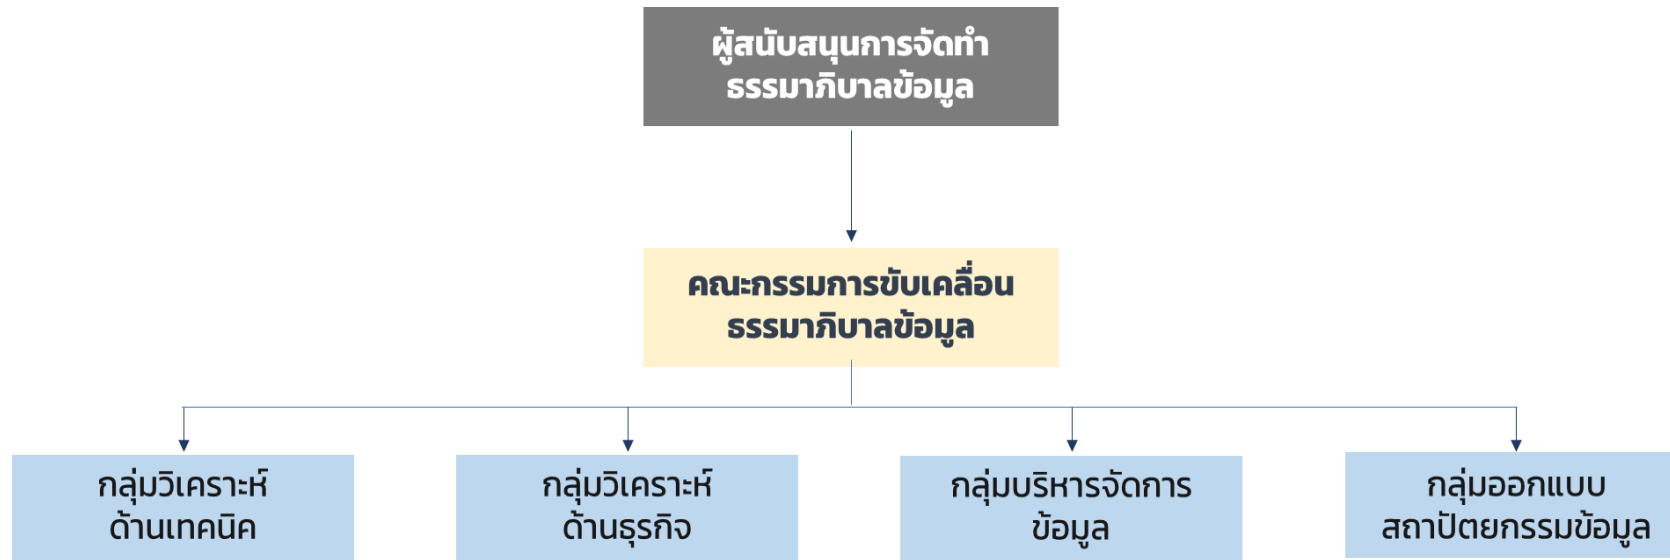 ผู้สนับสนุนการจัดทำ
ธรรมาภิบาลข้อมูล
คณะกรรมการขับเคลื่อน
ธรรมาภิบาลข้อมูล
กลุ่มวิเคราะห์
ด้านเทคนิค
กลุ่มวิเคราะห์
ด้านธุรกิจ
กลุ่มบริหารจัดการ
ข้อมูล
กลุ่มออกแบบ
สถาปัตยกรรมข้อมูล